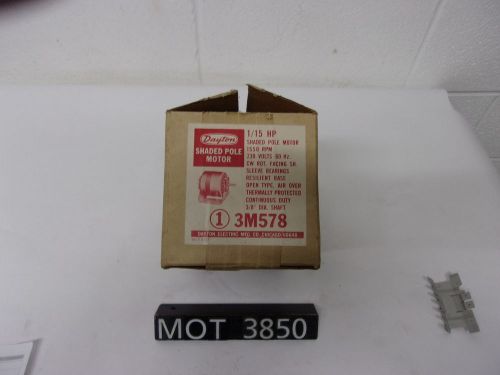 Dayton
SHADED POLE
MOTOR
1/15 HP
SHADED POLE MOTOR
1550 RPM
230 VOLTS 60 Hz.
CW ROT. FACING SH.
SLEEVE BEARINGS
RESILIENT BASE
OPEN TYPE, AIR OVER
THERMALLY PROTECTED
CONTINUOUS DUTY
3/8" DIA. SHAFT
1 3M578
DAYTON ELECTRIC MFG. CO. CHICAGO 60648
MOT 3850